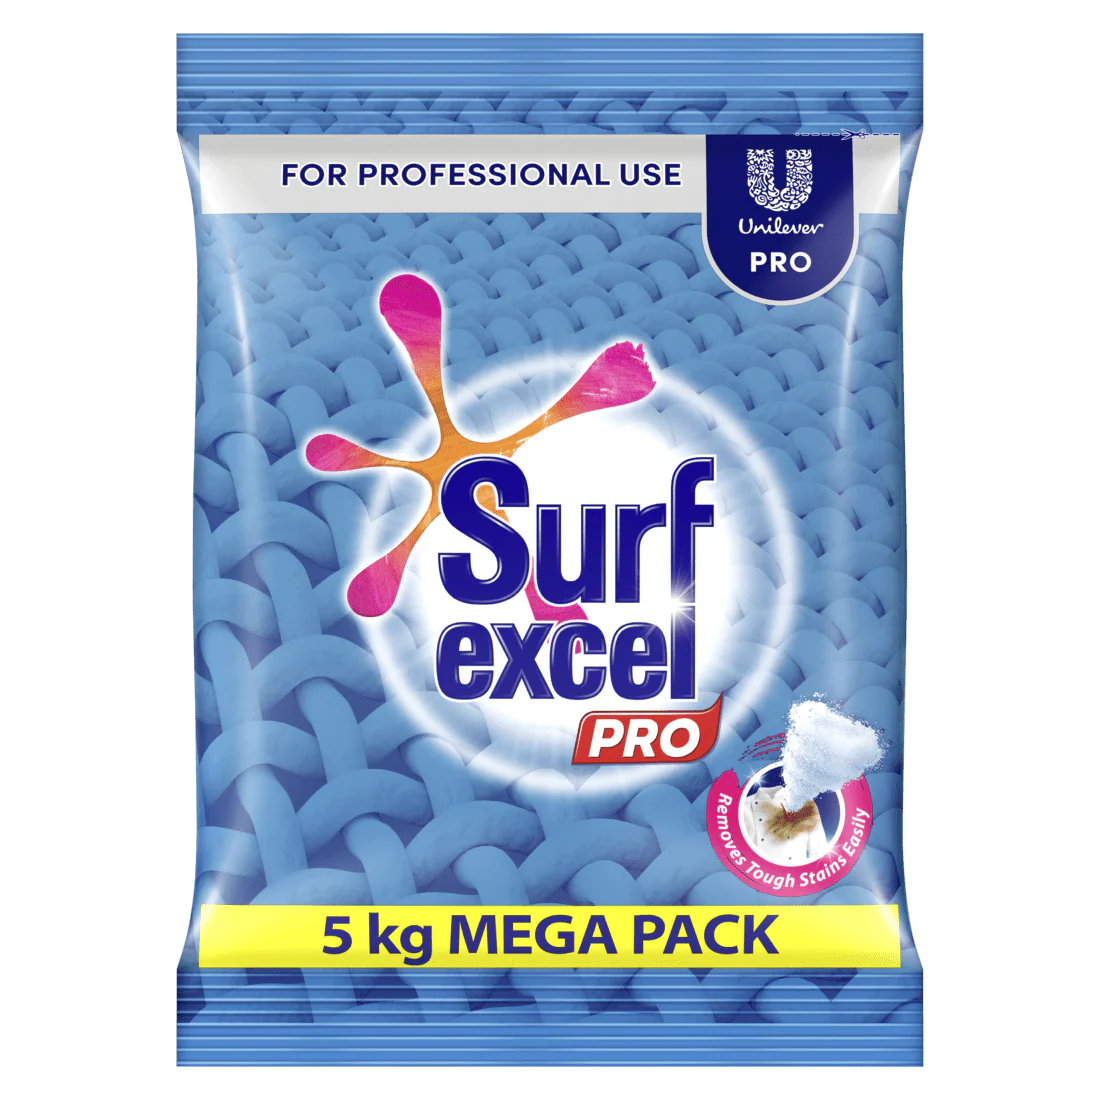 FOR PROFESSIONAL USE
Unilever
PRO
Surf
excel
PRO
Removes Tough Stains Easily
5 kg MEGA PACK